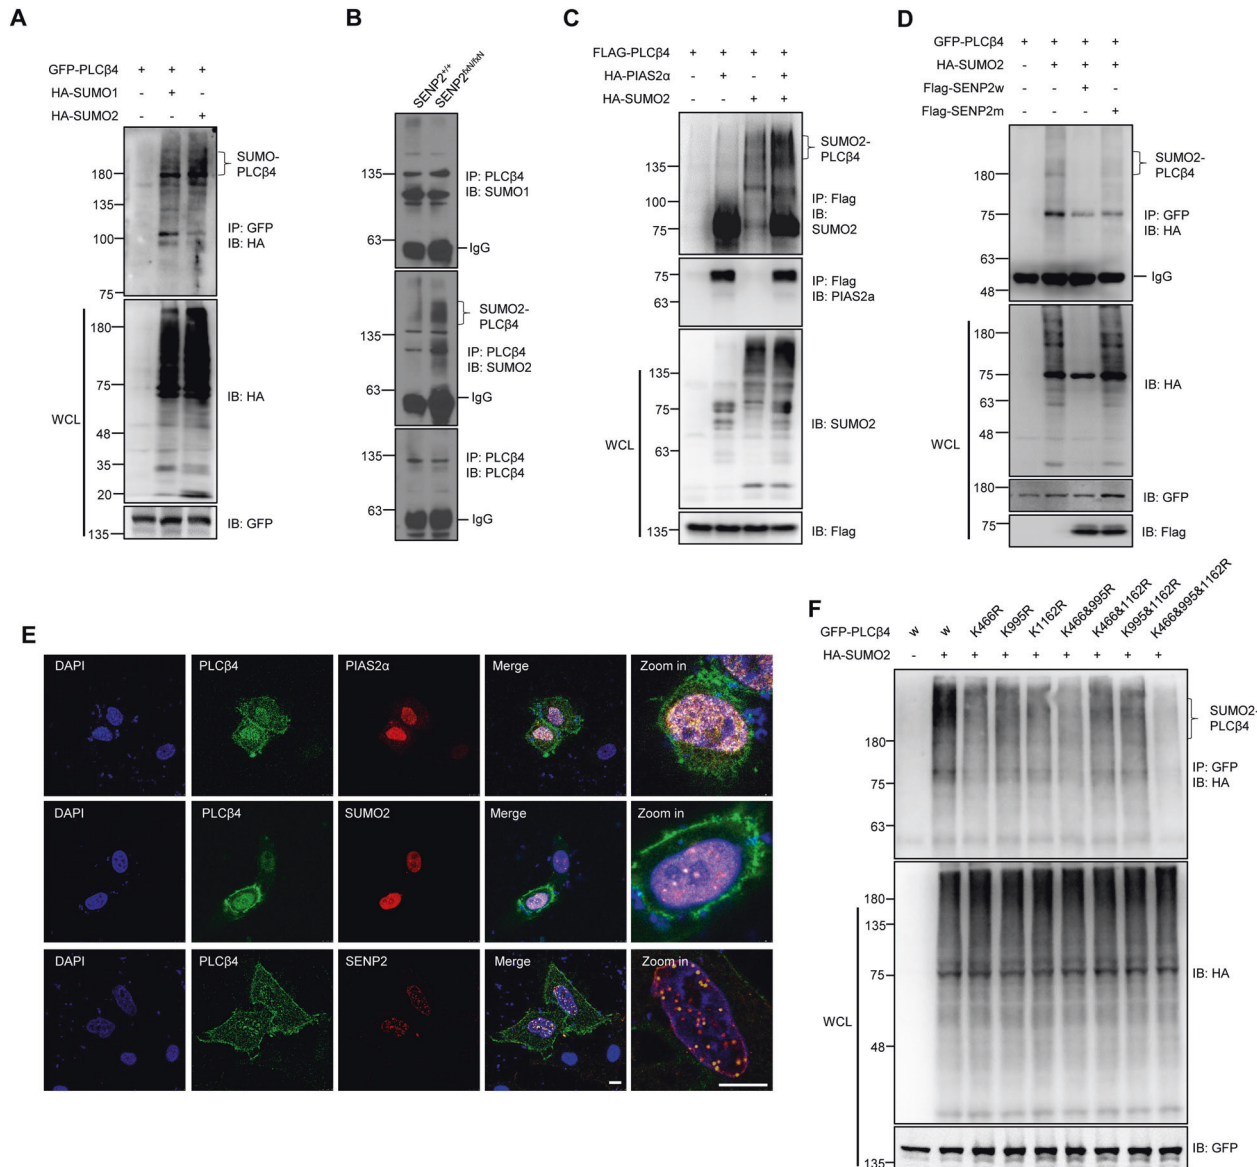 A
GFP-PLCβ4 + + +
HA-SUMO1 - + -
HA-SUMO2 - - +
SUMO-
PLCβ4
180
135
100
75
IP: GFP
IB: HA
180
75
48
35
20
WCL
IB: HA
135
IB: GFP
B
SENP2+/+
SENP2fxN/fxN
135
63
IP: PLCβ4
IB: SUMO1
IgG
SUMO2-
PLCβ4
135
63
IP: PLCβ4
IB: SUMO2
IgG
135
63
IP: PLCβ4
IB: PLCβ4
IgG
C
FLAG-PLCβ4 + + + +
HA-PIAS2α - + - +
HA-SUMO2 - - + +
SUMO2-
PLCβ4
135
100
75
IP: Flag
IB:
SUMO2
75
63
IP: Flag
IB: PIAS2a
135
75
63
WCL
IB: SUMO2
135
IB: Flag
D
GFP-PLCβ4 + + + +
HA-SUMO2 - + + +
Flag-SENP2w - - + -
Flag-SENP2m - - - +
SUMO2-
PLCβ4
180
75
63
48
IP: GFP
IB: HA
IgG
180
75
63
48
WCL
IB: HA
180
IB: GFP
75
IB: Flag
E
DAPI PLCβ4 PIAS2α Merge Zoom in
DAPI PLCβ4 SUMO2 Merge Zoom in
DAPI PLCβ4 SENP2 Merge Zoom in
F
GFP-PLCβ4 w w K466R K995R K1162R K466&995R K466&1162R K995&1162R K466&995&1162R
HA-SUMO2 - + + + + + + + +
SUMO2-
PLCβ4
180
75
63
IP: GFP
IB: HA
180
135
75
48
WCL
IB: HA
135
IB: GFP